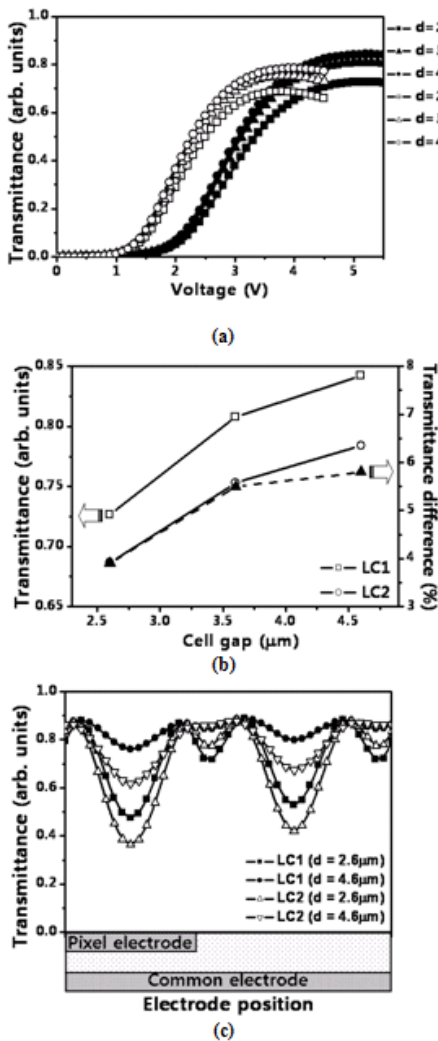 Transmittance (arb. units)
1.0
0.8
0.6
0.4
0.2
0.0
0 1 2 3 4 5
Voltage (V)
d=
d=
d=
d=
d=
d=
(a)
Transmittance (arb. units)
0.85
0.80
0.75
0.70
0.65
2.5 3.0 3.5 4.0 4.5
Cell gap (μm)
8
7
6
5
4
3
Transmittance difference (%)
LC1
LC2
(b)
Transmittance (arb. units)
1.0
0.8
0.6
0.4
0.2
0.0
LC1 (d = 2.6μm)
LC1 (d = 4.6μm)
LC2 (d = 2.6μm)
LC2 (d = 4.6μm)
Pixel electrode
Common electrode
Electrode position
(c)